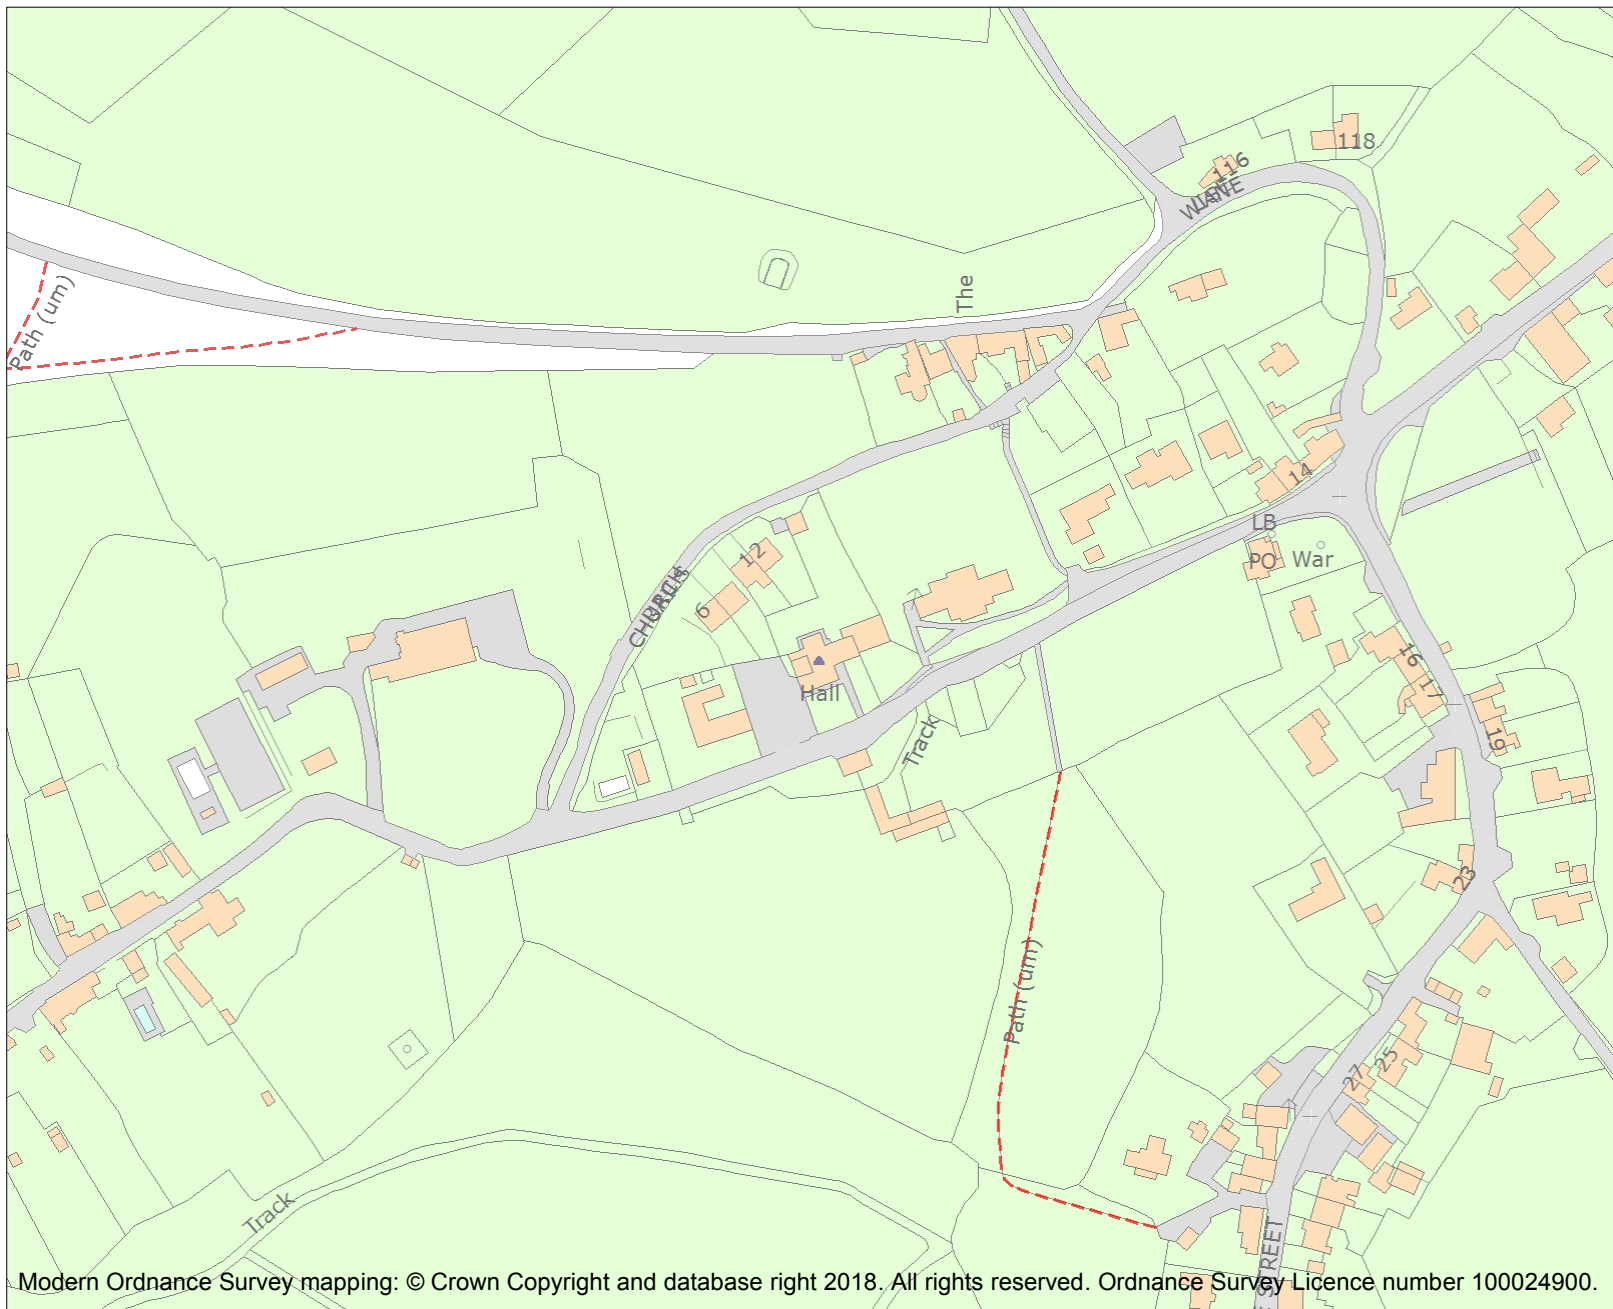 118
116
LANE
Path (um)
The
14
LB
PO
War
12
6
CHURCH
16
17
Hall
Track
19
23
Path (um)
25
27
Track
STREET
Modern Ordnance Survey mapping: © Crown Copyright and database right 2018. All rights reserved. Ordnance Survey Licence number 100024900.